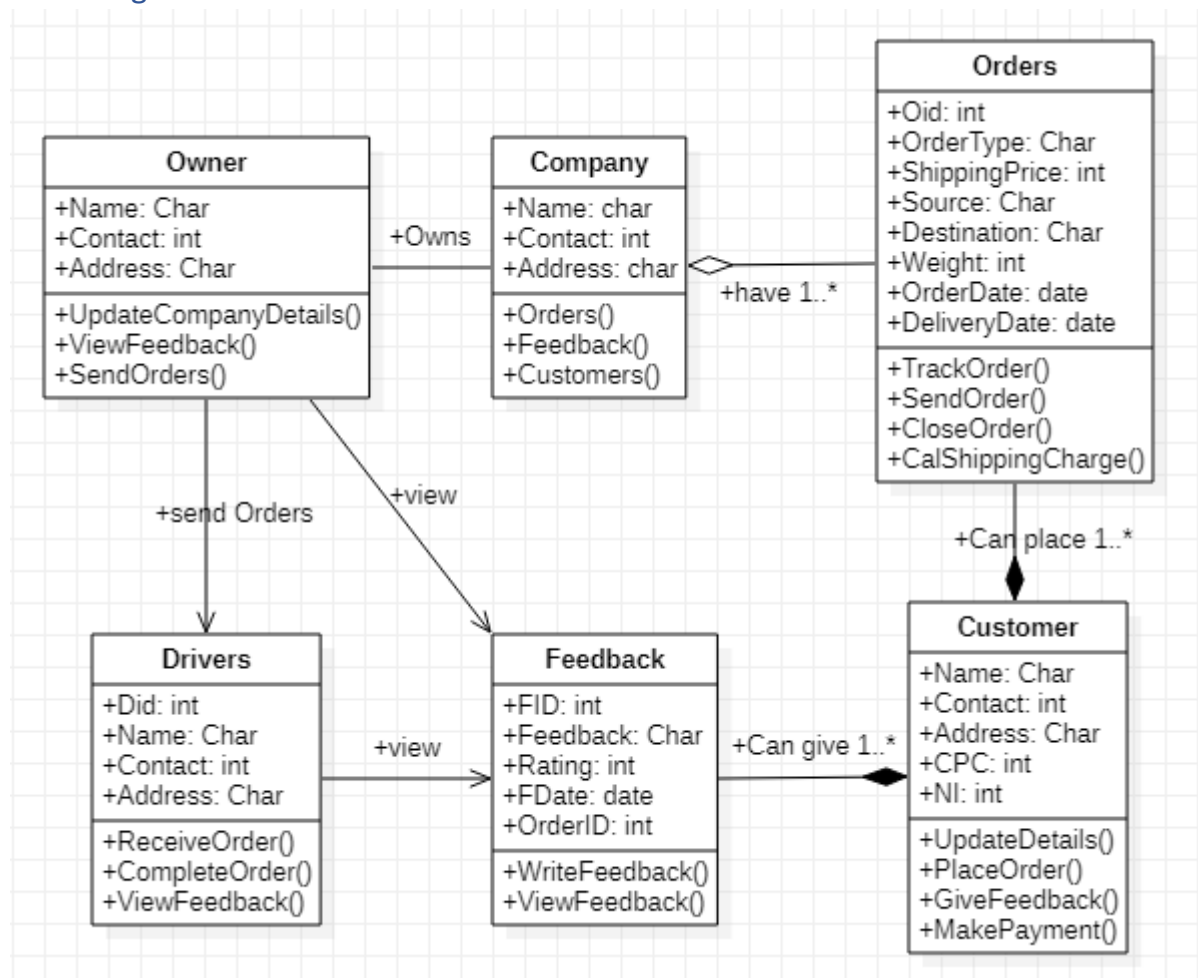 Owner
+Name: Char
+Contact: int
+Address: Char
+UpdateCompanyDetails()
+ViewFeedback()
+SendOrders()
+Owns
Company
+Name: char
+Contact: int
+Address: char
+Orders()
+Feedback()
+Customers()
+have 1..*
Orders
+Oid: int
+OrderType: Char
+ShippingPrice: int
+Source: Char
+Destination: Char
+Weight: int
+OrderDate: date
+DeliveryDate: date
+TrackOrder()
+SendOrder()
+CloseOrder()
+CalShippingCharge()
+send Orders
+view
+Can place 1..*
Drivers
+Did: int
+Name: Char
+Contact: int
+Address: Char
+ReceiveOrder()
+CompleteOrder()
+ViewFeedback()
+view
Feedback
+FID: int
+Feedback: Char
+Rating: int
+FDate: date
+OrderID: int
+WriteFeedback()
+ViewFeedback()
+Can give 1..*
Customer
+Name: Char
+Contact: int
+Address: Char
+CPC: int
+NI: int
+UpdateDetails()
+PlaceOrder()
+GiveFeedback()
+MakePayment()